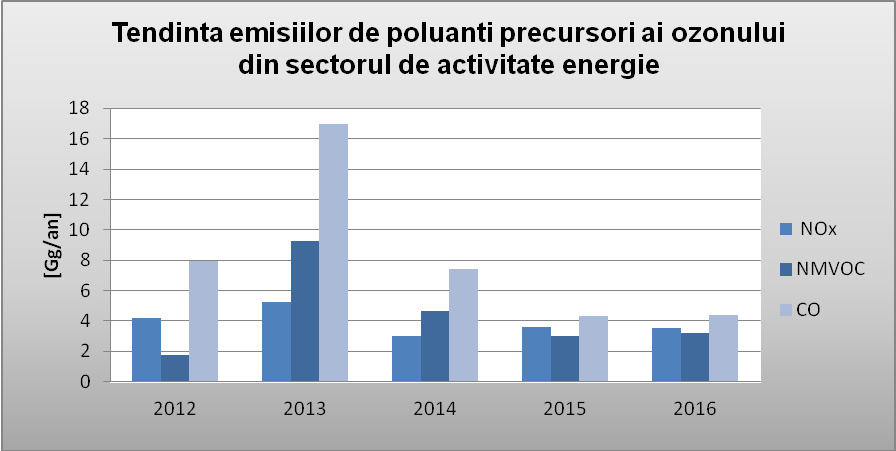 Tendinta emisiilor de poluanti precursori ai ozonului
din sectorul de activitate energie
[Gg/an]
18
16
14
12
10
8
6
4
2
0
2012 2013 2014 2015 2016
NOx
NMVOC
CO